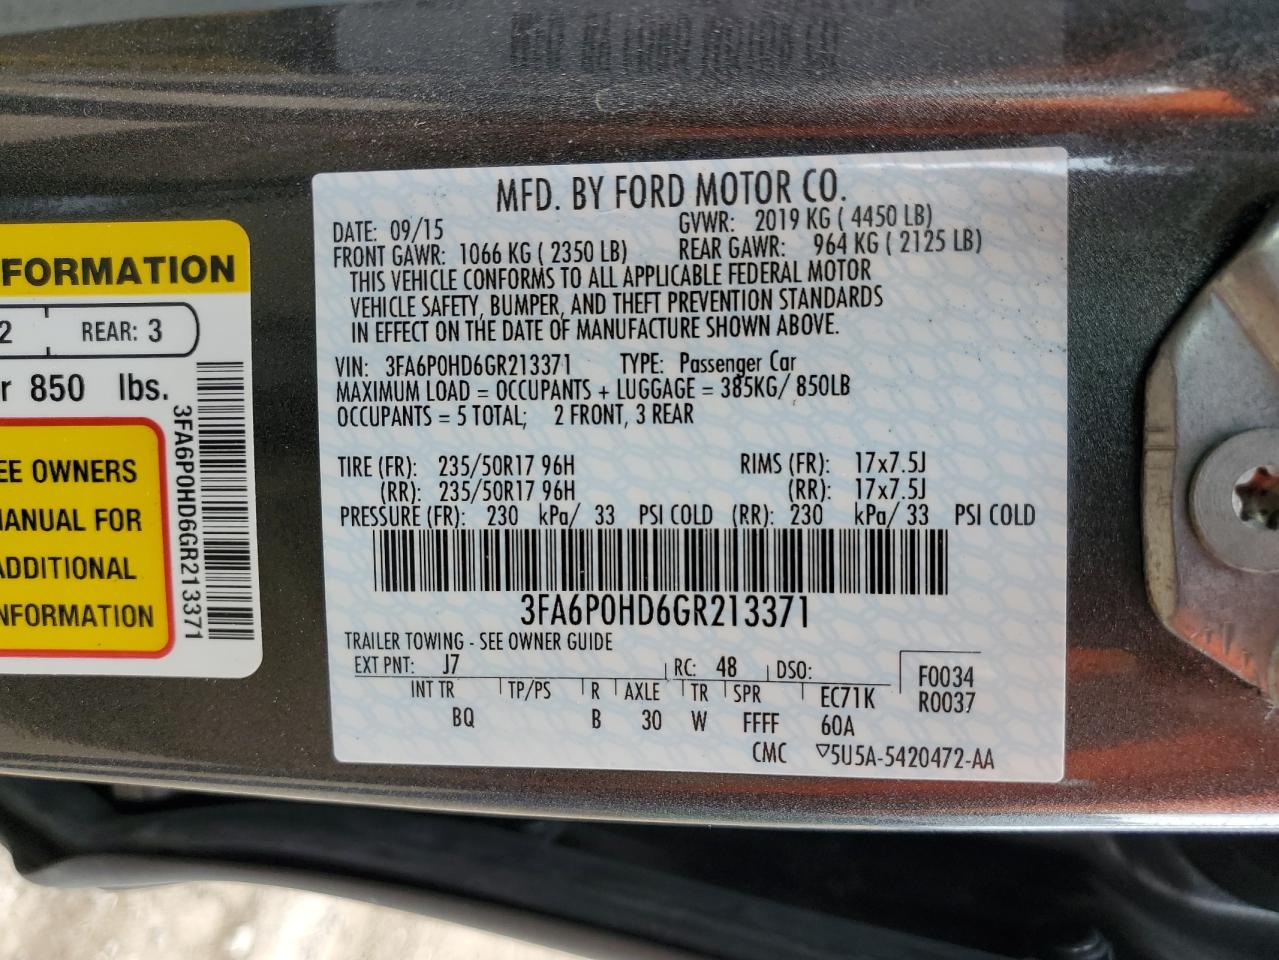 FORMATION
2 REAR: 3
r 850 lbs.
3FA6P0HD6GR213371
EE OWNERS
MANUAL FOR
ADDITIONAL
NFORMATION
MFD. BY FORD MOTOR CO.
DATE: 09/15 GVWR: 2019 KG ( 4450 LB)
FRONT GAWR: 1066 KG ( 2350 LB) REAR GAWR: 964 KG ( 2125 LB)
THIS VEHICLE CONFORMS TO ALL APPLICABLE FEDERAL MOTOR
VEHICLE SAFETY, BUMPER, AND THEFT PREVENTION STANDARDS
IN EFFECT ON THE DATE OF MANUFACTURE SHOWN ABOVE.
VIN: 3FA6P0HD6GR213371 TYPE: Passenger Car
MAXIMUM LOAD = OCCUPANTS + LUGGAGE = 385KG/ 850LB
OCCUPANTS = 5 TOTAL; 2 FRONT, 3 REAR
TIRE (FR): 235/50R17 96H RIMS (FR): 17x7.5J
(RR): 235/50R17 96H (RR): 17x7.5J
PRESSURE (FR): 230 kPa/ 33 PSI COLD (RR): 230 kPa/ 33 PSI COLD
3FA6P0HD6GR213371
TRAILER TOWING - SEE OWNER GUIDE
EXT PNT: J7 RC: 48 DSO: F0034
INT TR TP/PS R AXLE TR SPR EC71K R0037
BQ B 30 W FFFF 60A
CMC ▽5U5A-5420472-AA